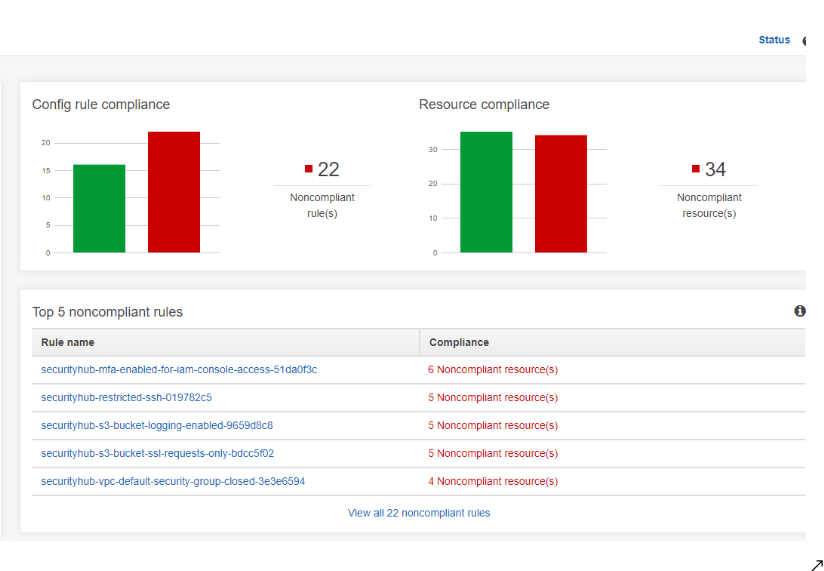 Status
Config rule compliance
Resource compliance
20
15
10
5
0
22
Noncompliant
rule(s)
30
20
10
0
34
Noncompliant
resource(s)
Top 5 noncompliant rules
Rule name Compliance
securityhub-mfa-enabled-for-iam-console-access-51da0f3c 6 Noncompliant resource(s)
securityhub-restricted-ssh-019782c5 5 Noncompliant resource(s)
securityhub-s3-bucket-logging-enabled-9659d8c8 5 Noncompliant resource(s)
securityhub-s3-bucket-ssl-requests-only-bdcc5f02 5 Noncompliant resource(s)
securityhub-vpc-default-security-group-closed-3e3e6594 4 Noncompliant resource(s)
View all 22 noncompliant rules